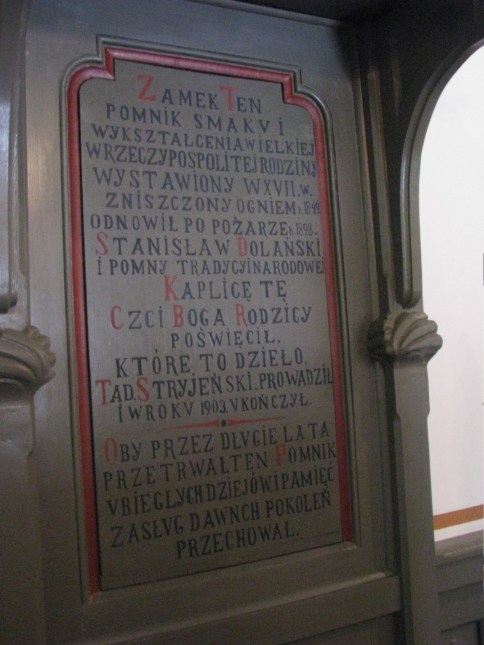 ZAMEK TEN
POMNIK SMAKV I
WYKSZTAŁCENIA WIELKIEJ
W RZECZYPOSPOLITEJ RODZINY
WYSTAWIONY W XVII. W.
ZNISZCZONY OGNIEM R. 1849.
ODNOWIŁ PO POŻARZE R. 1898.
STANISŁAW DOLAŃSKI
I POMNY TRADYCYI NARODOWEJ
KAPLICĘ TĘ
CZCI BOGA RODZICY
POŚWIĘCIŁ.
KTÓRE TO DZIEŁO
TAD. STRYJEŃSKI. PROWADZIŁ
I W ROKV 1903 VKOŃCZYŁ.
OBY PRZEZ DŁVGIE LATA
PRZETRWAŁ TEN POMNIK
VBIEGŁYCH DZIEJÓW. I PAMIĘĆ
ZASŁVG DAWNCH POKOLEŃ
PRZECHOWAŁ.